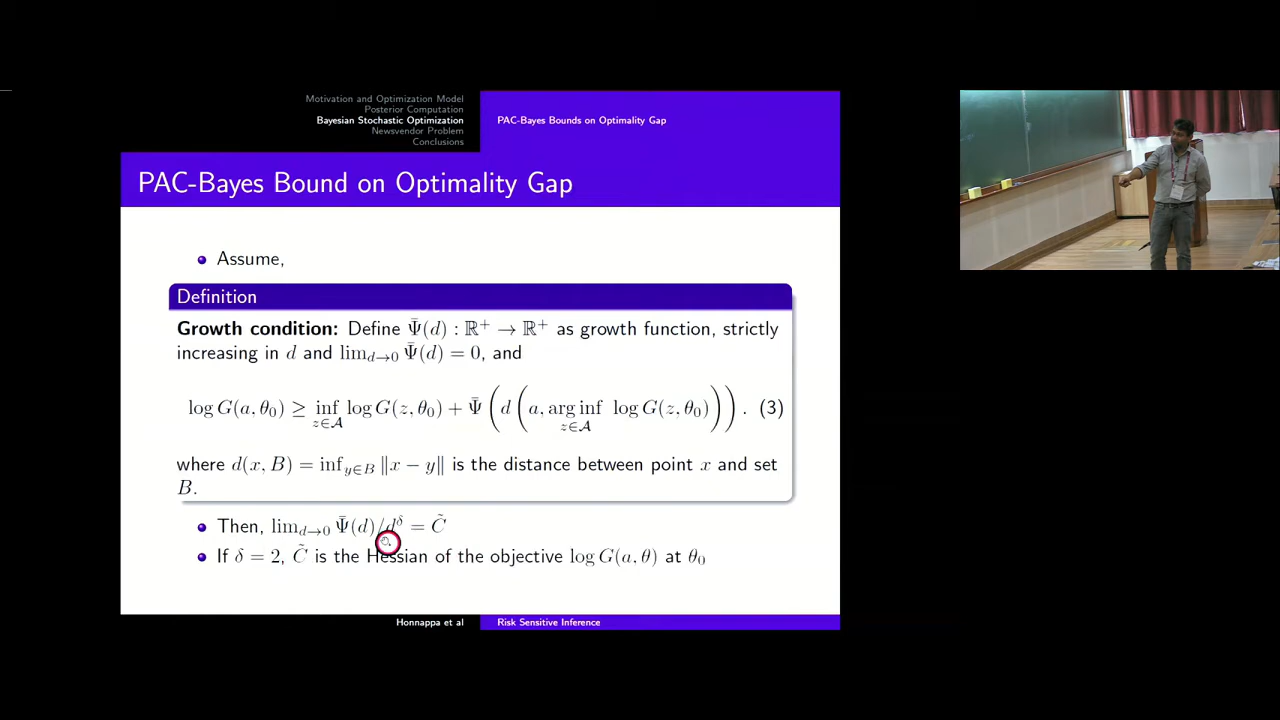 Motivation and Optimization Model
Posterior Computation
Bayesian Stochastic Optimization
Newsvendor Problem
Conclusions
PAC-Bayes Bounds on Optimality Gap
PAC-Bayes Bound on Optimality Gap
Assume,
Definition
Growth condition: Define Ψ̄(d) : ℝ⁺ → ℝ⁺ as growth function, strictly
increasing in d and lim_{d→0} Ψ̄(d) = 0, and
log G(a, θ₀) ≥ inf_{z∈𝒜} log G(z, θ₀) + Ψ̄ ( d ( a, arg inf_{z∈𝒜} log G(z, θ₀) ) ) . (3)
where d(x, B) = inf_{y∈B} ‖x − y‖ is the distance between point x and set
B.
Then, lim_{d→0} Ψ̄(d)/d^δ = C̃
If δ = 2, C̃ is the Hessian of the objective log G(a, θ) at θ₀
Honnappa et al
Risk Sensitive Inference